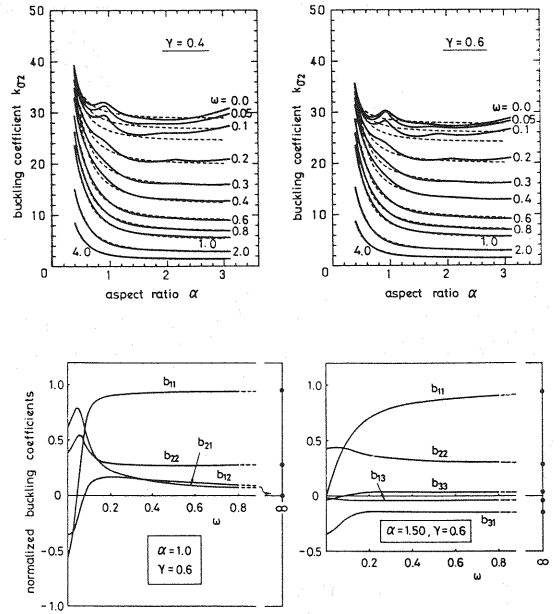 50
40
30
20
10
0
1
2
3
buckling coefficient kσ2
aspect ratio α
γ = 0.4
ω= 0.0
0.05
0.1
0.2
0.3
0.4
0.6
0.8
1.0
2.0
4.0
50
40
30
20
10
0
1
2
3
buckling coefficient kσ2
aspect ratio α
γ = 0.6
ω= 0.0
0.05
0.1
0.2
0.3
0.4
0.6
0.8
1.0
2.0
4.0
normalized buckling coefficients
1.0
0.5
0
-0.5
-1.0
b11
b22
b21
b12
0.2
0.4
0.6
0.8
∞
ω
α = 1.0
γ = 0.6
1.0
0.5
0
-0.5
b11
b22
b13
b33
b31
α = 1.50 , γ = 0.6
0
0.2
0.4
0.6
0.8
∞
ω